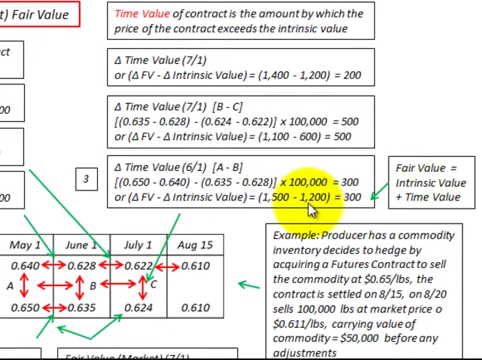 t) Fair Value
Time Value of contract is the amount by which the
price of the contract exceeds the intrinsic value
Δ Time Value (7/1)
or (Δ FV - Δ Intrinsic Value) = (1,400 - 1,200) = 200
Δ Time Value (7/1) [B - C]
[(0.635 - 0.628) - (0.624 - 0.622)] x 100,000 = 500
or (Δ FV - Δ Intrinsic Value) = (1,100 - 600) = 500
3
Δ Time Value (6/1) [A - B]
[(0.650 - 0.640) - (0.635 - 0.628)] x 100,000 = 300
or (Δ FV - Δ Intrinsic Value) = (1,500 - 1,200) = 300
Fair Value =
Intrinsic Value
+ Time Value
May 1 June 1 July 1 Aug 15
0.640 0.628 0.622 0.610
A B C
0.650 0.635 0.624 0.610
Example: Producer has a commodity
inventory decides to hedge by
acquiring a Futures Contract to sell
the commodity at $0.65/lbs, the
contract is settled on 8/15, on 8/20
sells 100,000 lbs at market price o
$0.611/lbs, carrying value of
commodity = $50,000 before any
adjustments
Fair Value (Market) (7/1)